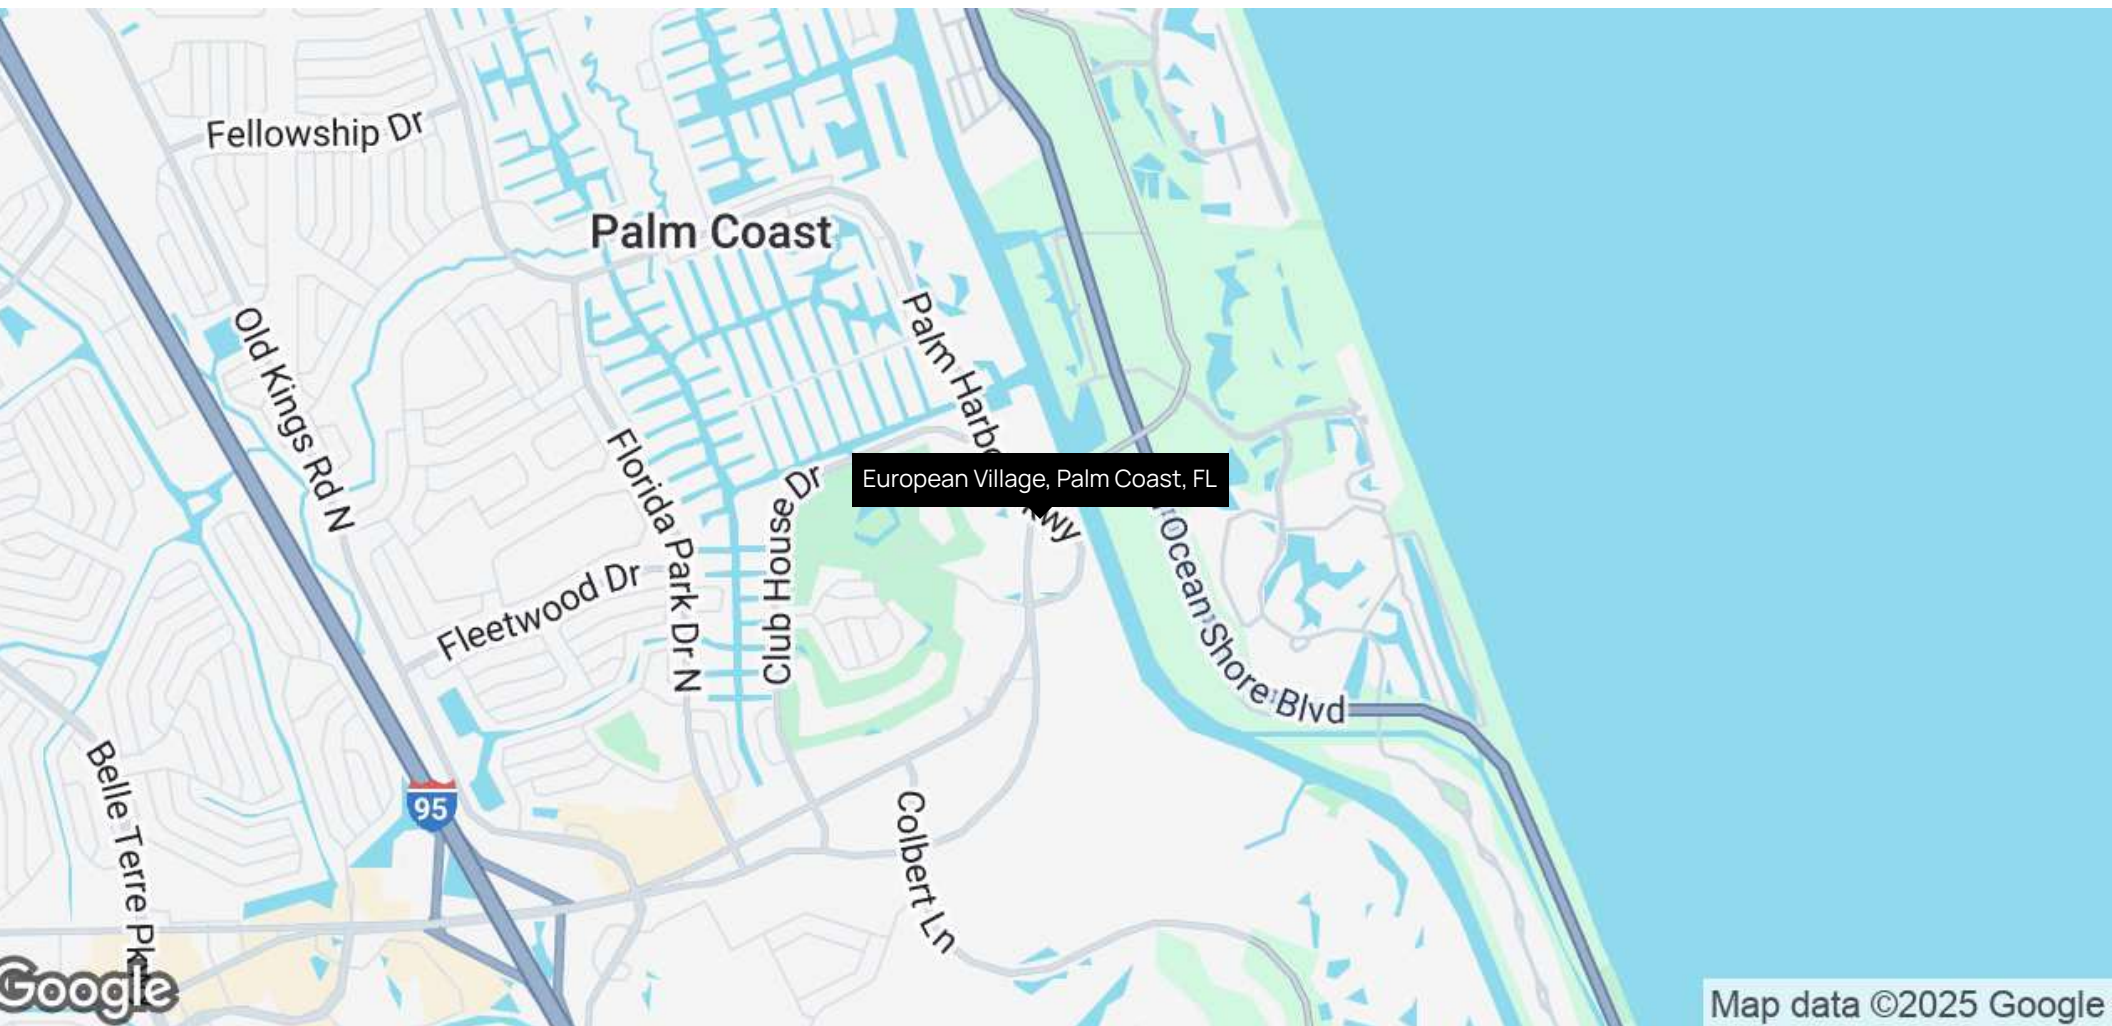 Fellowship Dr
Palm Coast
Old Kings Rd N
Palm Harbo
kwy
European Village, Palm Coast, FL
Club House Dr
Florida Park Dr N
Fleetwood Dr
Ocean Shore Blvd
Belle Terre Pk
95
Colbert Ln
Google
Map data ©2025 Google